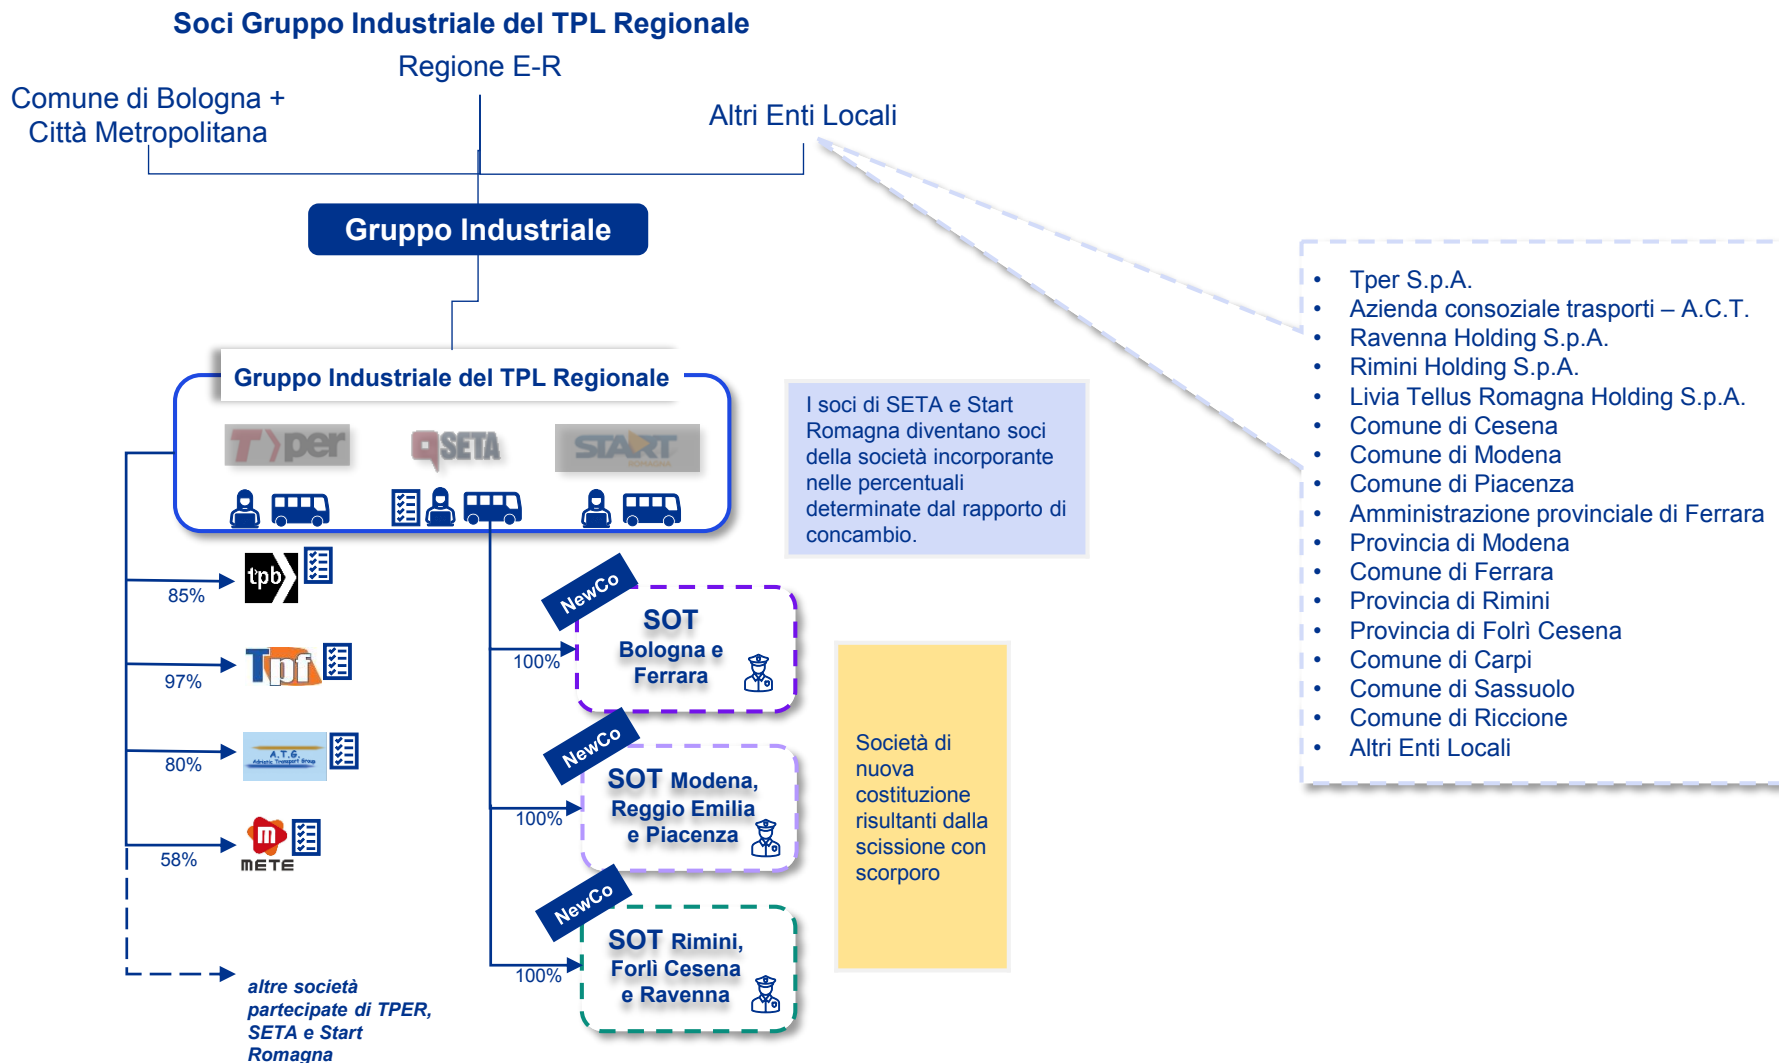 Soci Gruppo Industriale del TPL Regionale
Regione E-R
Comune di Bologna +
Città Metropolitana
Altri Enti Locali
Gruppo Industriale
Gruppo Industriale del TPL Regionale
Tper
SETA
START
ROMAGNA
I soci di SETA e Start
Romagna diventano soci
della società incorporante
nelle percentuali
determinate dal rapporto di
concambio.
• Tper S.p.A.
• Azienda consoziale trasporti – A.C.T.
• Ravenna Holding S.p.A.
• Rimini Holding S.p.A.
• Livia Tellus Romagna Holding S.p.A.
• Comune di Cesena
• Comune di Modena
• Comune di Piacenza
• Amministrazione provinciale di Ferrara
• Provincia di Modena
• Comune di Ferrara
• Provincia di Rimini
• Provincia di Folrì Cesena
• Comune di Carpi
• Comune di Sassuolo
• Comune di Riccione
• Altri Enti Locali
85%
tpb
97%
Tpf
80%
A.T.G.
Adriatic Transport Group
58%
METE
altre società
partecipate di TPER,
SETA e Start
Romagna
NewCo
100%
SOT
Bologna e
Ferrara
NewCo
100%
SOT Modena,
Reggio Emilia
e Piacenza
NewCo
100%
SOT Rimini,
Forlì Cesena
e Ravenna
Società di
nuova
costituzione
risultanti dalla
scissione con
scorporo